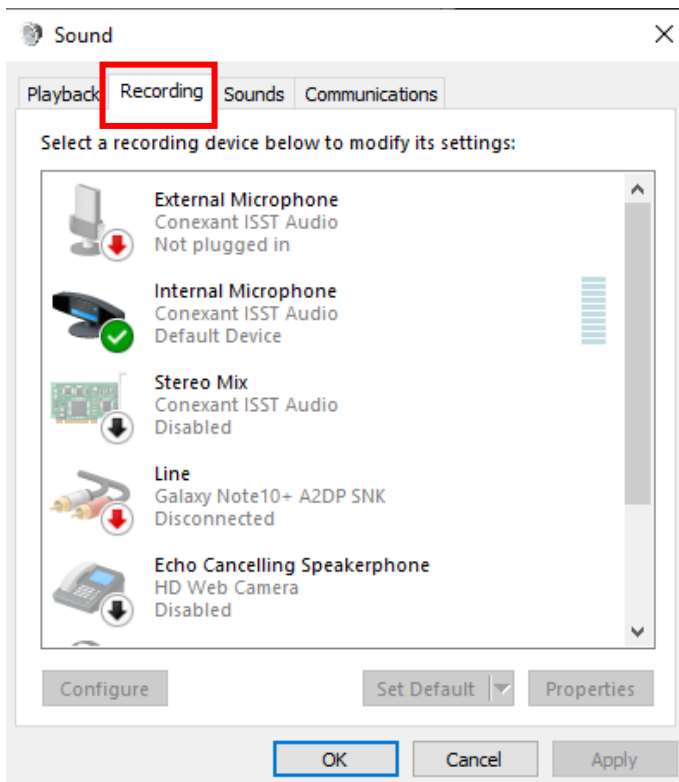 Sound
Playback Recording Sounds Communications
Select a recording device below to modify its settings:
External Microphone
Conexant ISST Audio
Not plugged in
Internal Microphone
Conexant ISST Audio
Default Device
Stereo Mix
Conexant ISST Audio
Disabled
Line
Galaxy Note10+ A2DP SNK
Disconnected
Echo Cancelling Speakerphone
HD Web Camera
Disabled
Configure Set Default Properties
OK Cancel Apply